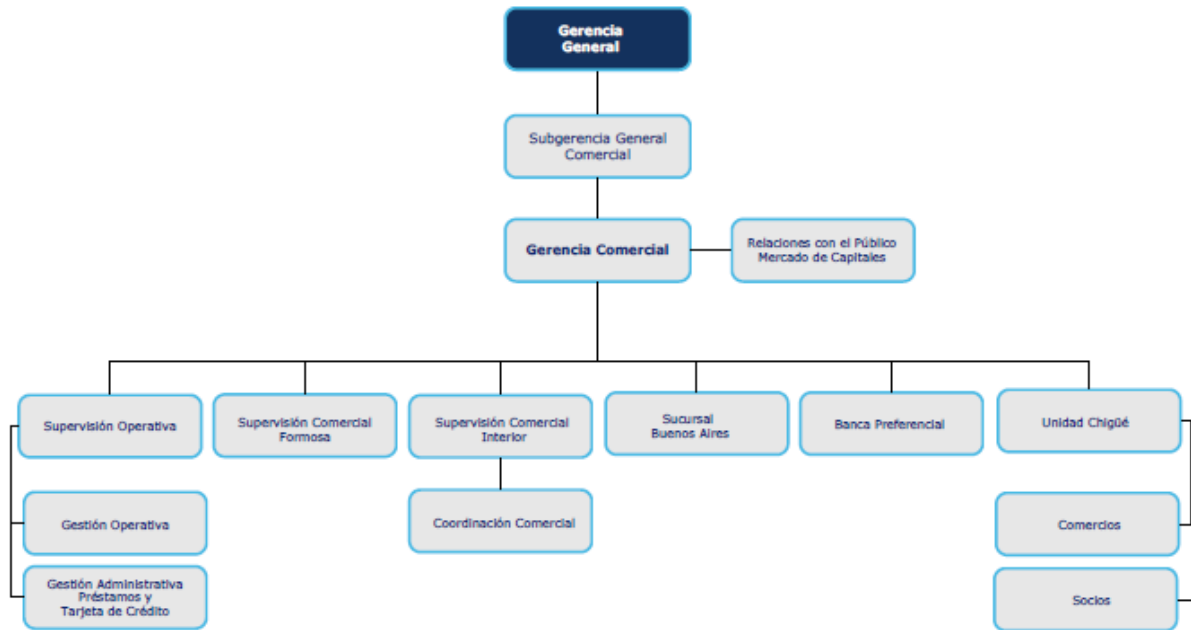 Gerencia
General
Subgerencia General
Comercial
Gerencia Comercial
Relaciones con el Público
Mercado de Capitales
Supervisión Operativa
Supervisión Comercial
Formosa
Supervisión Comercial
Interior
Sucursal
Buenos Aires
Banca Preferencial
Unidad Chigüé
Gestión Operativa
Coordinación Comercial
Comercios
Gestión Administrativa
Préstamos y
Tarjeta de Crédito
Socios